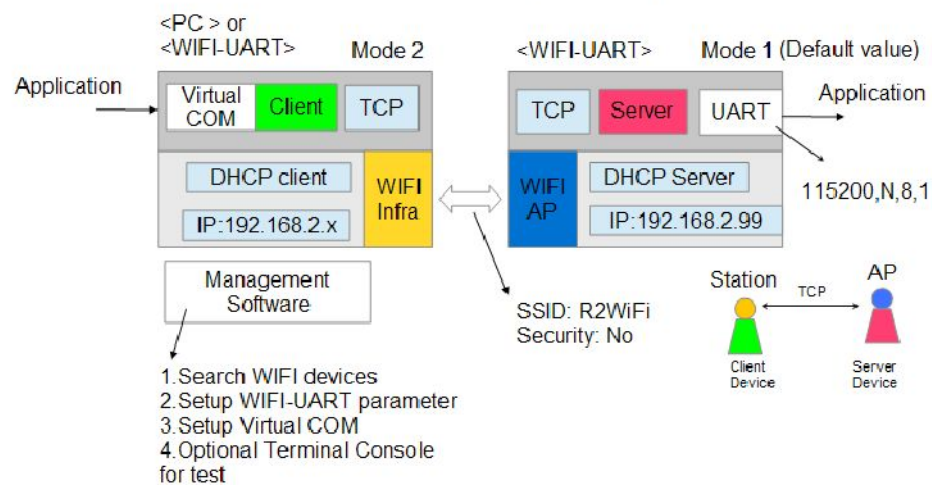 <PC > or
<WIFI-UART>
Mode 2
<WIFI-UART>
Mode 1 (Default value)
Application
Virtual
COM
Client
TCP
TCP
Server
UART
Application
DHCP client
WIFI
Infra
IP:192.168.2.x
WIFI
AP
DHCP Server
IP:192.168.2.99
115200,N,8,1
Management
Software
SSID: R2WiFi
Security: No
Station
TCP
AP
Client
Device
Server
Device
1.Search WIFI devices
2.Setup WIFI-UART parameter
3.Setup Virtual COM
4.Optional Terminal Console
for test